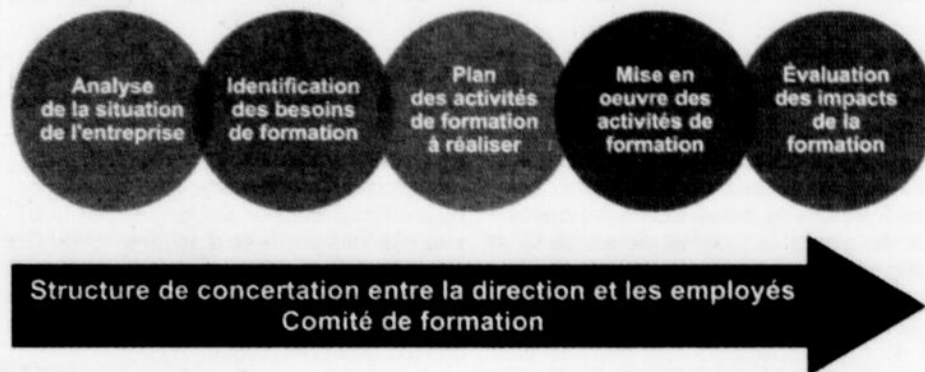 Analyse
de la situation
de l'entreprise
Identification
des besoins
de formation
Plan
des activités
de formation
à réaliser
Mise en
oeuvre des
activités de
formation
Évaluation
des impacts
de la
formation
Structure de concertation entre la direction et les employés
Comité de formation